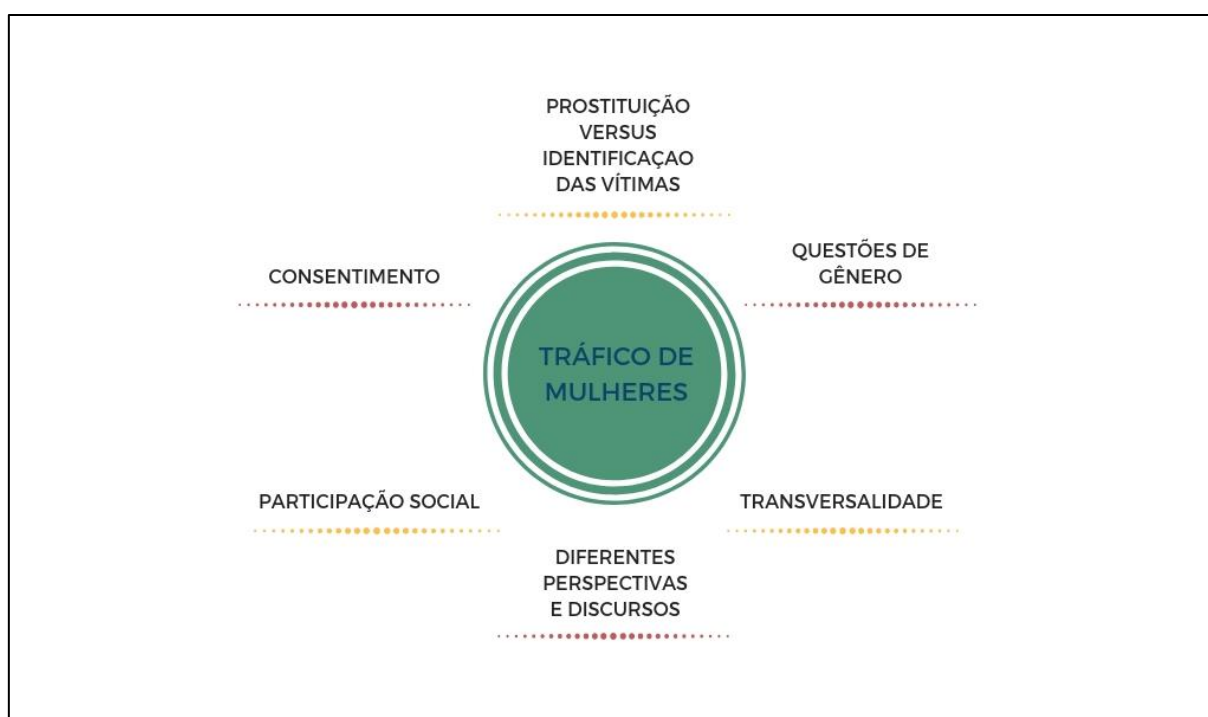 PROSTITUIÇÃO
VERSUS
IDENTIFICAÇAO
DAS VÍTIMAS
CONSENTIMENTO
QUESTÕES DE
GÊNERO
TRÁFICO DE
MULHERES
PARTICIPAÇÃO SOCIAL
TRANSVERSALIDADE
DIFERENTES
PERSPECTIVAS
E DISCURSOS